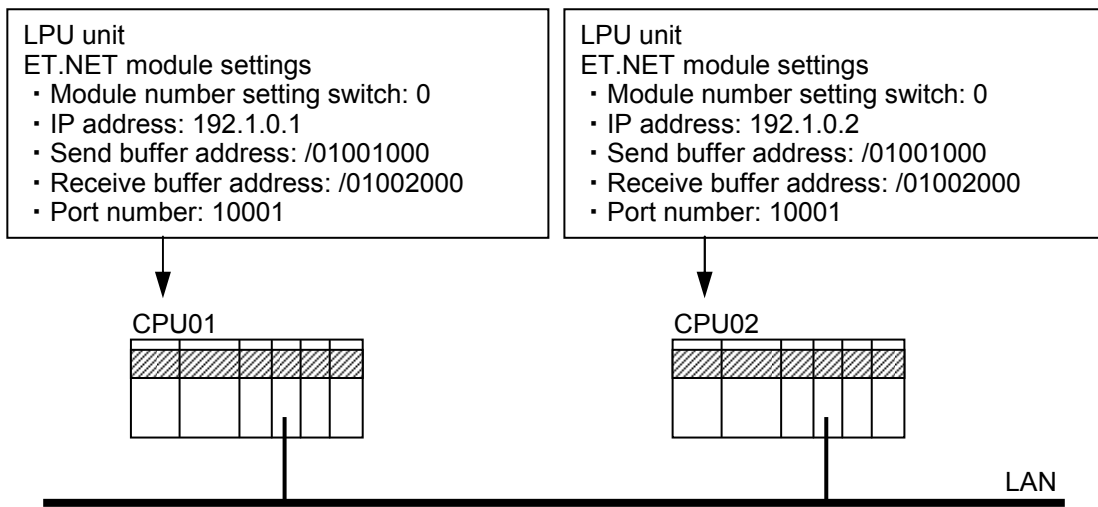 LPU unit
ET.NET module settings
・Module number setting switch: 0
・IP address: 192.1.0.1
・Send buffer address: /01001000
・Receive buffer address: /01002000
・Port number: 10001
LPU unit
ET.NET module settings
・Module number setting switch: 0
・IP address: 192.1.0.2
・Send buffer address: /01001000
・Receive buffer address: /01002000
・Port number: 10001
CPU01
CPU02
LAN